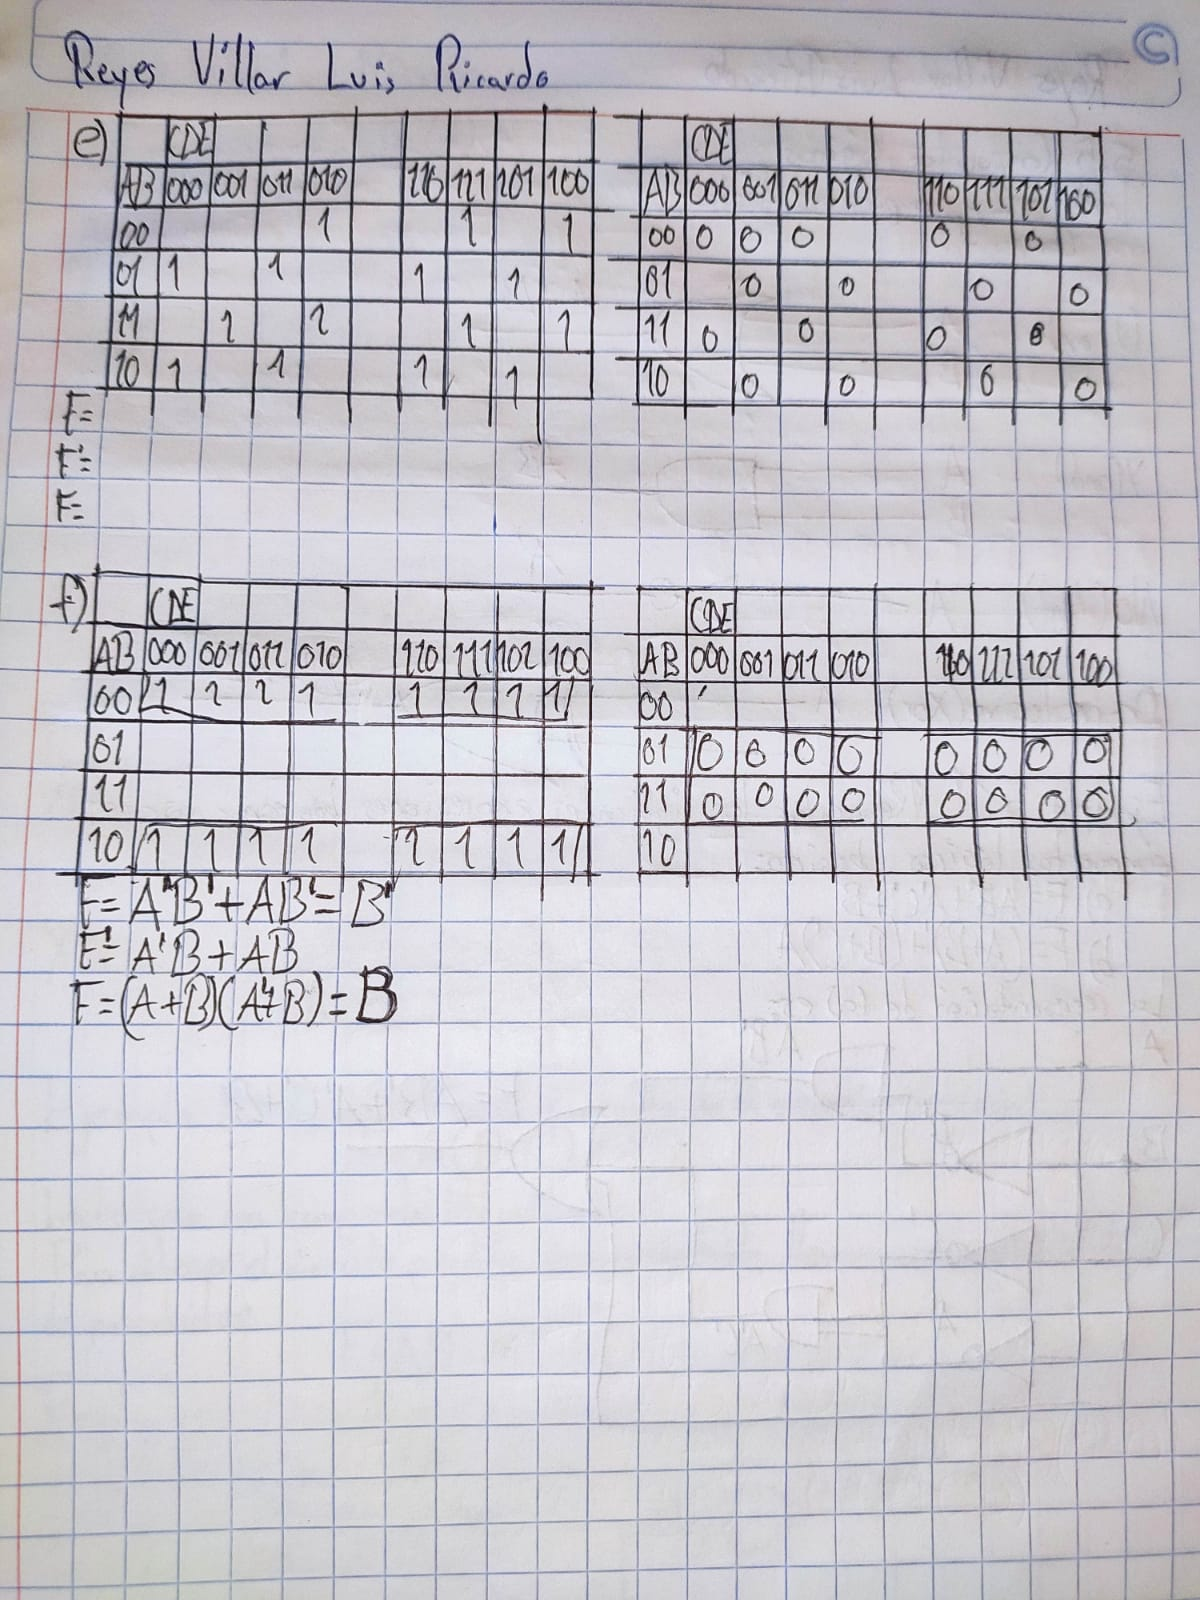 Reyes Villar Luis Ricardo
e) CDE
AB 000 001 011 010 110 111 101 100
00 1 1 1
01 1 1 1 1
11 1 1 1 1
10 1 1 1 1
CDE
AB 000 001 011 010 110 111 101 100
00 0 0 0 0 0
01 0 0 0 0
11 0 0 0 0
10 0 0 0 0
F=
F'=
F=
f) CDE
AB 000 001 011 010 110 111 101 100
00 1 1 1 1 1 1 1 1
01
11
10 1 1 1 1 1 1 1 1
CDE
AB 000 001 011 010 110 111 101 100
00
01 0 0 0 0 0 0 0 0
11 0 0 0 0 0 0 0 0
10
F= A'B'+AB'= B'
F'= A'B+AB
F=(A+B')(A'+B')= B